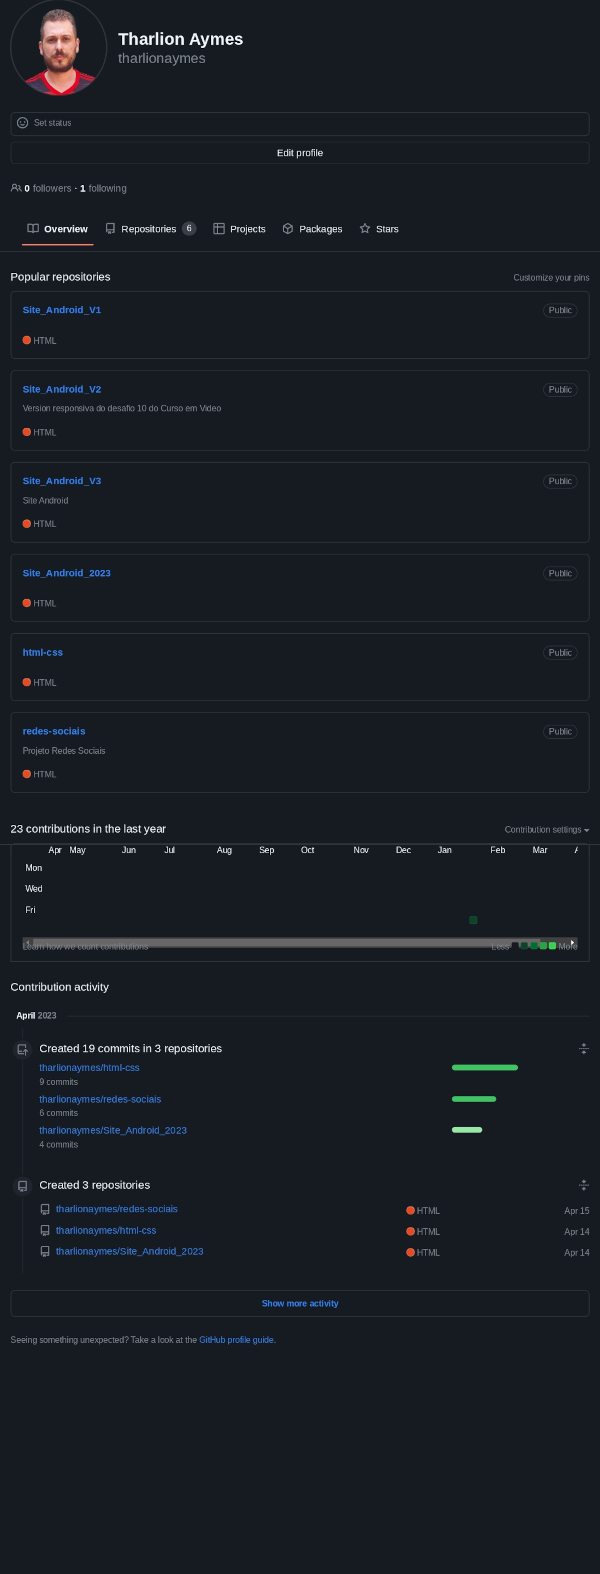 Tharlion Aymes
tharlionaymes
Set status
Edit profile
0 followers · 1 following
Overview Repositories 6 Projects Packages Stars
Popular repositories Customize your pins
Site_Android_V1 Public
HTML
Site_Android_V2 Public
Version responsiva do desafio 10 do Curso em Video
HTML
Site_Android_V3 Public
Site Android
HTML
Site_Android_2023 Public
HTML
html-css Public
HTML
redes-sociais Public
Projeto Redes Sociais
HTML
23 contributions in the last year Contribution settings
Apr May Jun Jul Aug Sep Oct Nov Dec Jan Feb Mar
Mon
Wed
Fri
Learn how we count contributions Less More
Contribution activity
April 2023
Created 19 commits in 3 repositories
tharlionaymes/html-css
9 commits
tharlionaymes/redes-sociais
6 commits
tharlionaymes/Site_Android_2023
4 commits
Created 3 repositories
tharlionaymes/redes-sociais HTML Apr 15
tharlionaymes/html-css HTML Apr 14
tharlionaymes/Site_Android_2023 HTML Apr 14
Show more activity
Seeing something unexpected? Take a look at the GitHub profile guide.